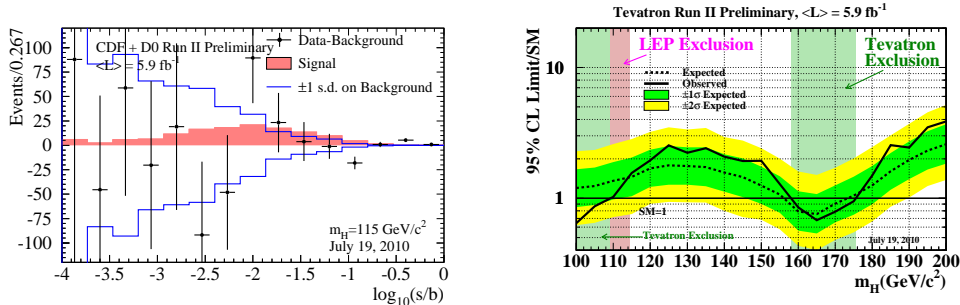 Events/0.267
100
75
50
25
0
-25
-50
-75
-100
CDF + D0 Run II Preliminary
<L> = 5.9 fb-1
Data-Background
Signal
±1 s.d. on Background
m_H=115 GeV/c²
July 19, 2010
-4 -3.5 -3 -2.5 -2 -1.5 -1 -0.5 0
log₁₀(s/b)
Tevatron Run II Preliminary, <L> = 5.9 fb⁻¹
95% CL Limit/SM
10
1
LEP Exclusion
Tevatron
Exclusion
Expected
Observed
±1σ Expected
±2σ Expected
SM=1
Tevatron Exclusion
July 19, 2010
100 110 120 130 140 150 160 170 180 190 200
m_H(GeV/c²)